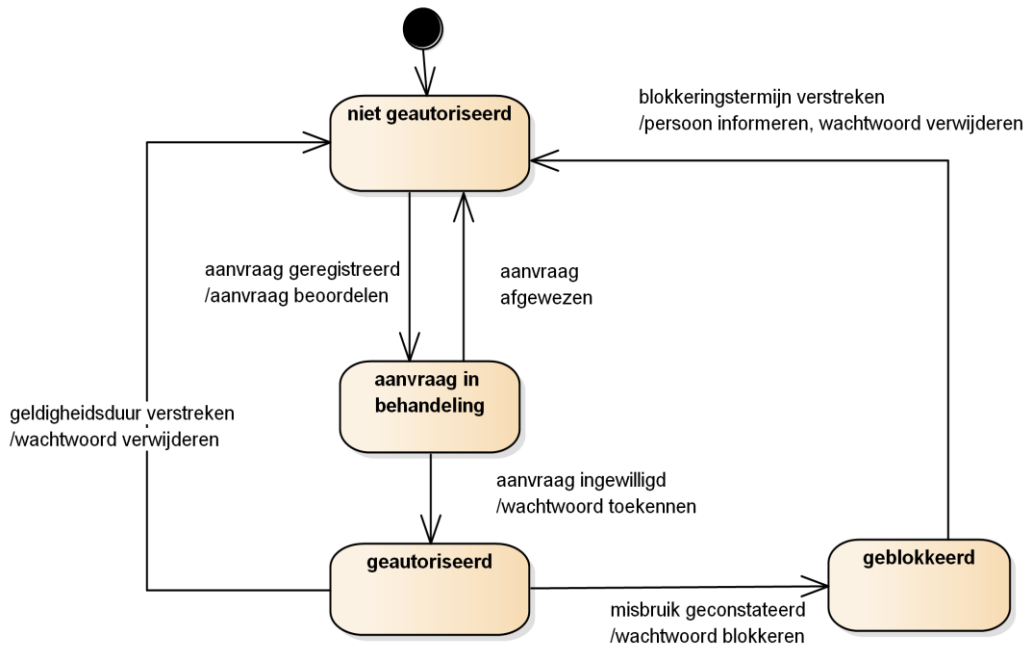 niet geautoriseerd
blokkeringstermijn verstreken
/persoon informeren, wachtwoord verwijderen
aanvraag geregistreerd
/aanvraag beoordelen
aanvraag
afgewezen
aanvraag in
behandeling
geldigheidsduur verstreken
/wachtwoord verwijderen
aanvraag ingewilligd
/wachtwoord toekennen
geautoriseerd
geblokkeerd
misbruik geconstateerd
/wachtwoord blokkeren